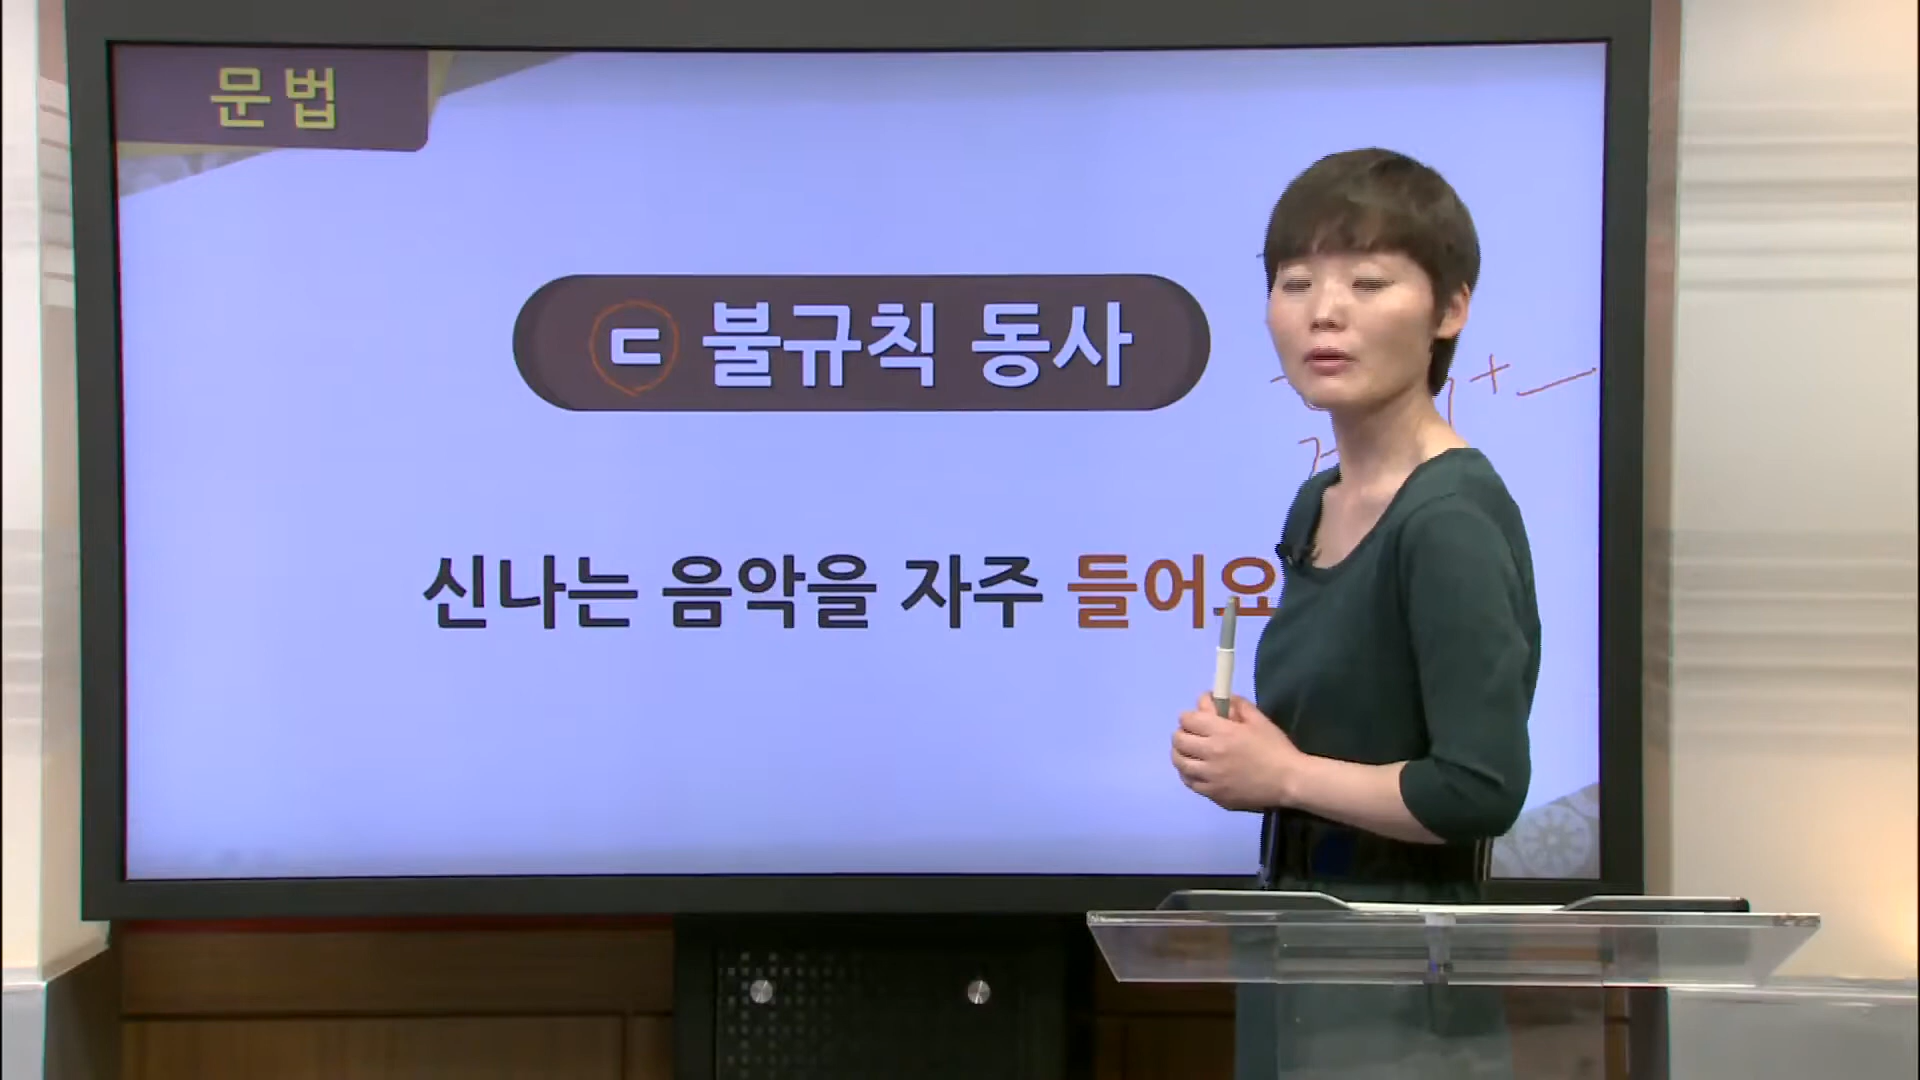 문법
ㄷ 불규칙 동사
신나는 음악을 자주 들어요